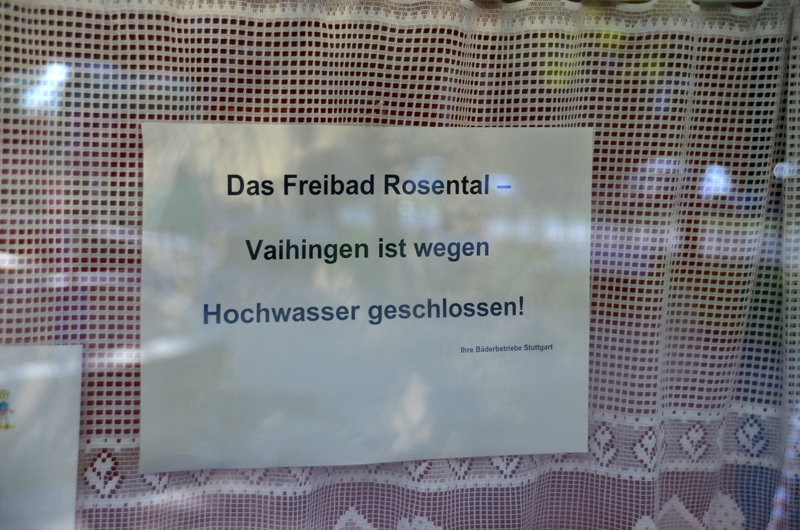 Das Freibad Rosental –
Vaihingen ist wegen
Hochwasser geschlossen!
Ihre Bäderbetriebe Stuttgart